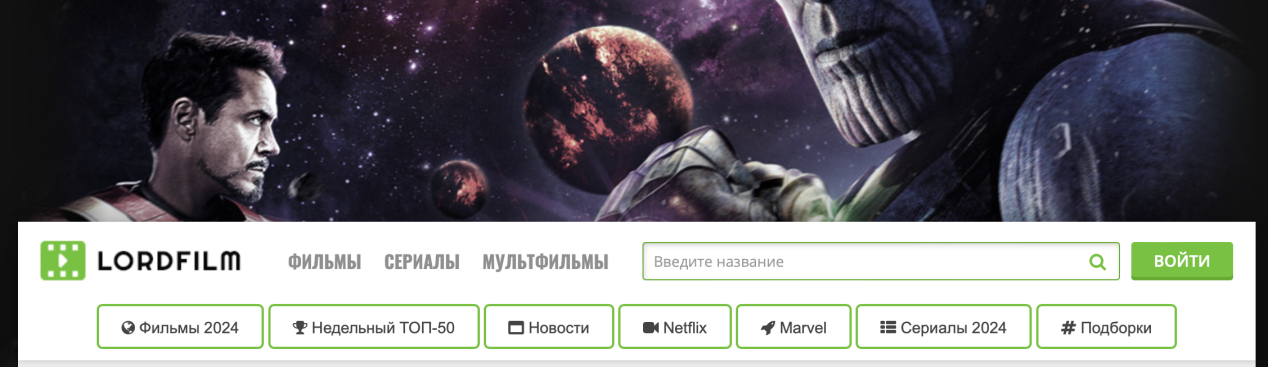 LORDFILM ФИЛЬМЫ СЕРИАЛЫ МУЛЬТФИЛЬМЫ Введите название ВОЙТИ
Фильмы 2024 Недельный ТОП-50 Новости Netflix Marvel Сериалы 2024 # Подборки